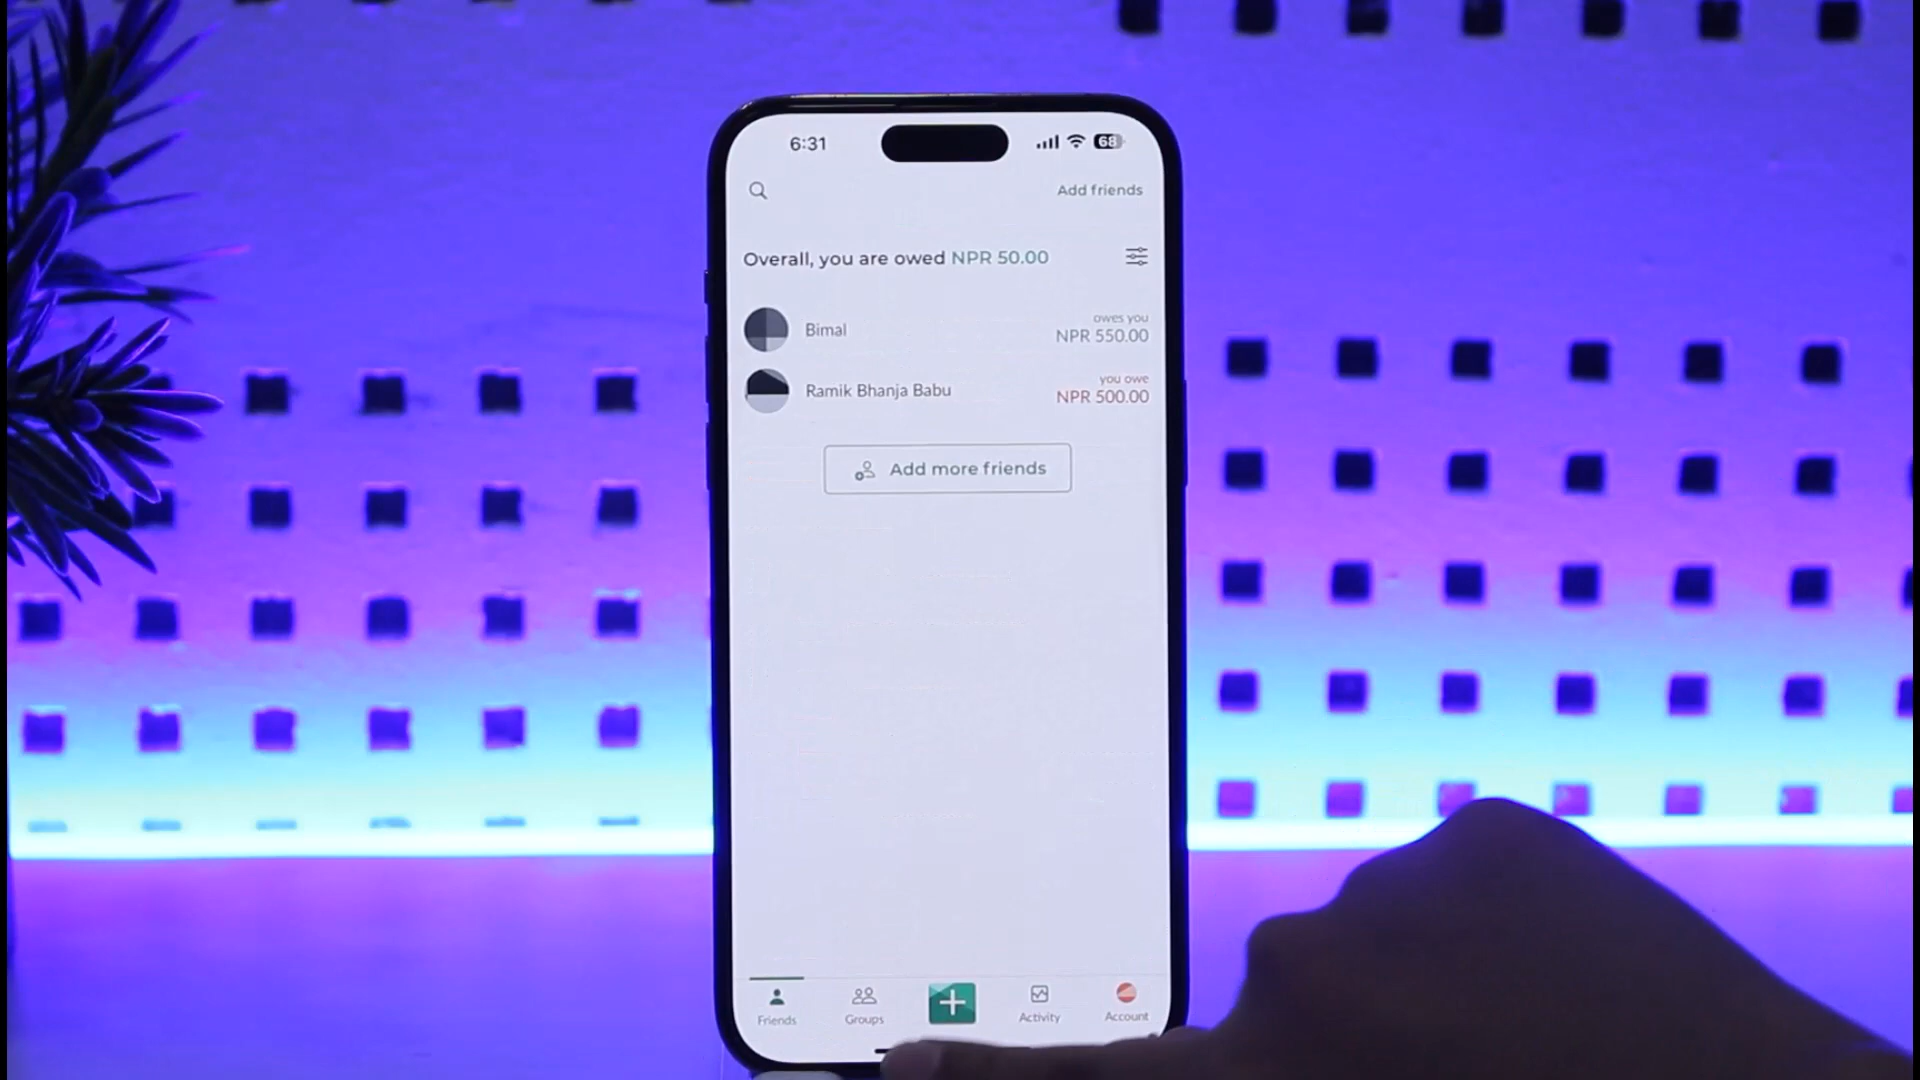 6:31
68
Add friends
Overall, you are owed NPR 50.00
owes you
Bimal
NPR 550.00
you owe
Ramik Bhanja Babu
NPR 500.00
Add more friends
Friends
Groups
Activity
Account